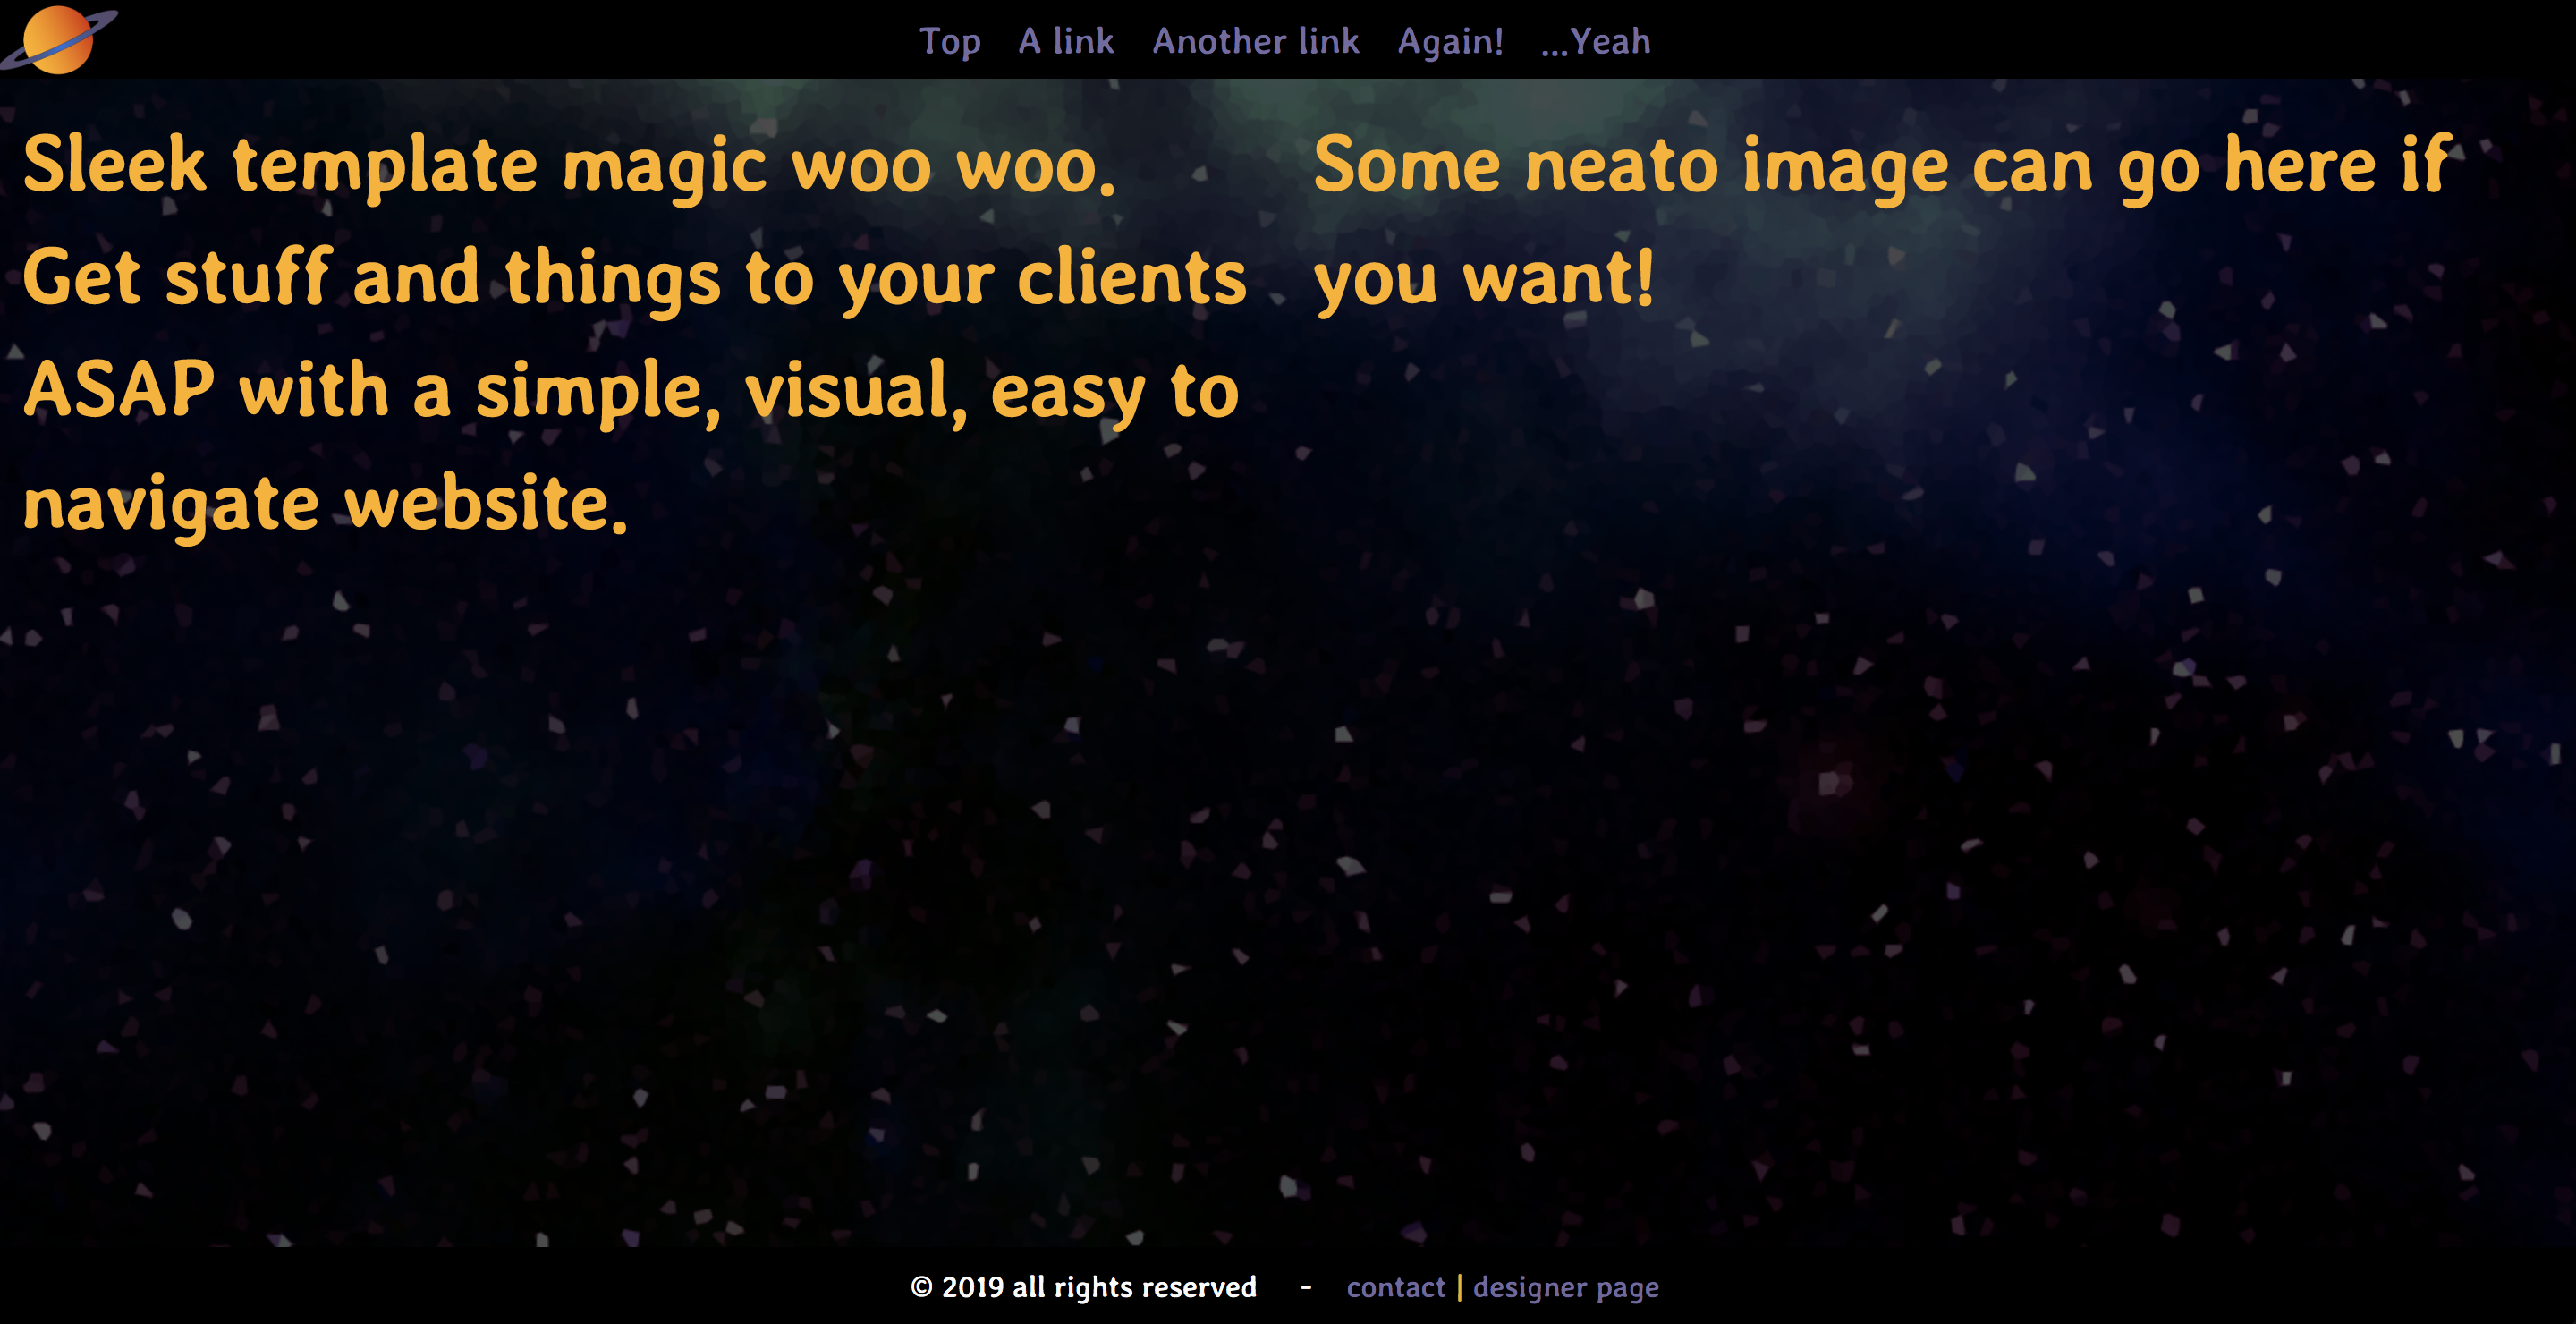 Top A link Another link Again! ...Yeah
Sleek template magic woo woo.
Get stuff and things to your clients
ASAP with a simple, visual, easy to
navigate website.
Some neato image can go here if
you want!
© 2019 all rights reserved - contact | designer page